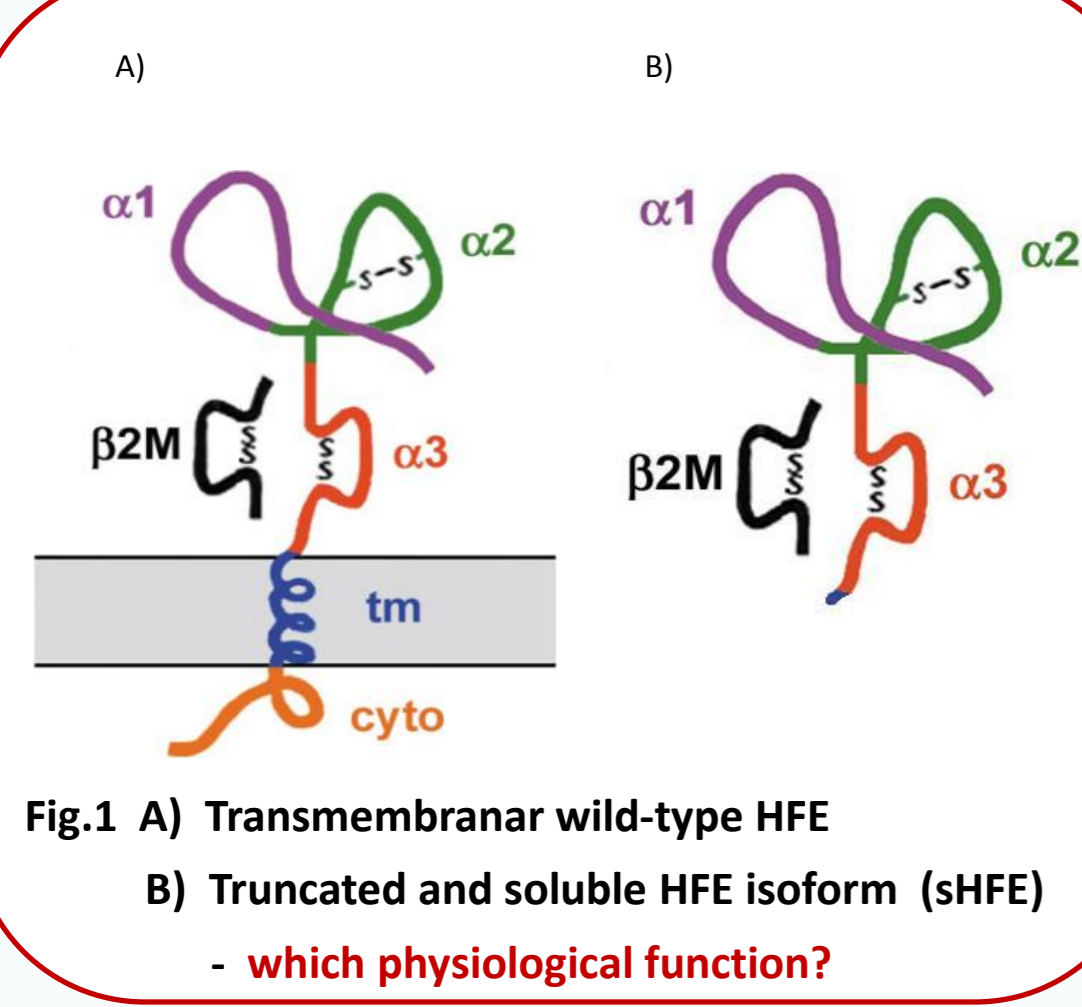 A)
B)
α1
α2
s–s
β2M
s
s
s
s
α3
tm
cyto
α1
α2
s–s
β2M
s
s
s
s
α3
Fig.1 A) Transmembranar wild-type HFE
B) Truncated and soluble HFE isoform (sHFE)
- which physiological function?